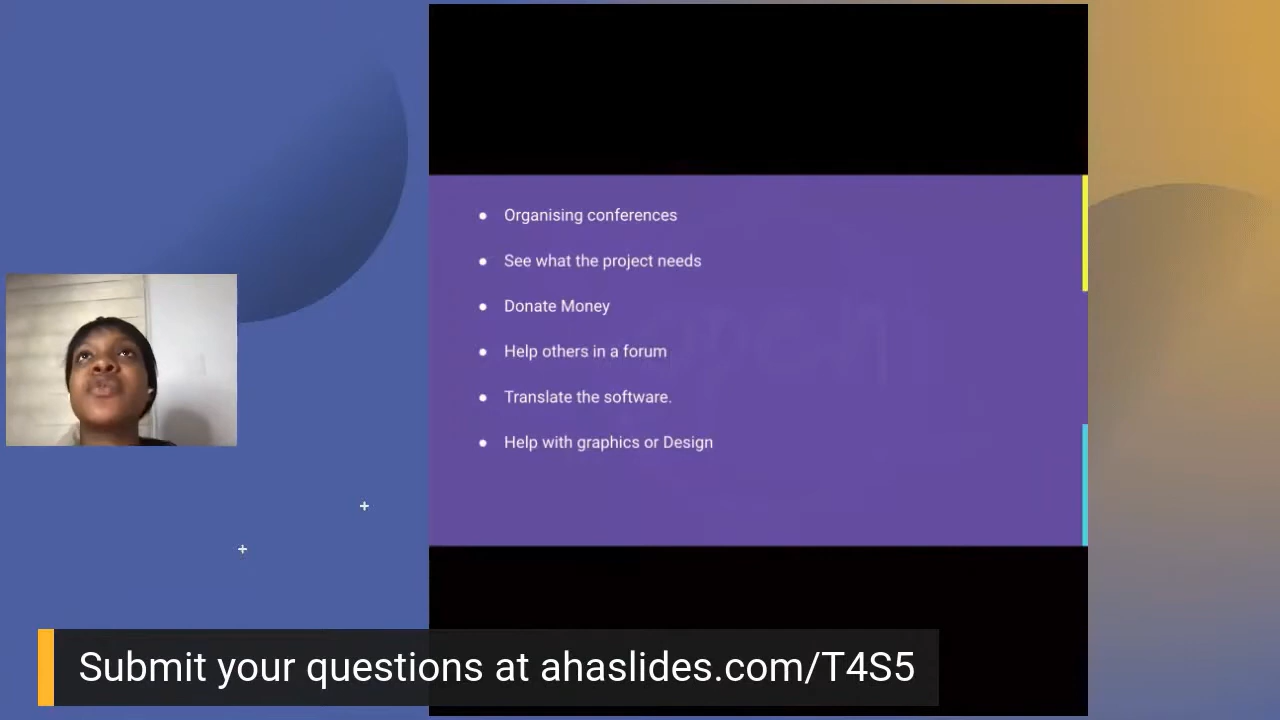 Organising conferences
See what the project needs
Donate Money
Help others in a forum
Translate the software.
Help with graphics or Design
Submit your questions at ahaslides.com/T4S5